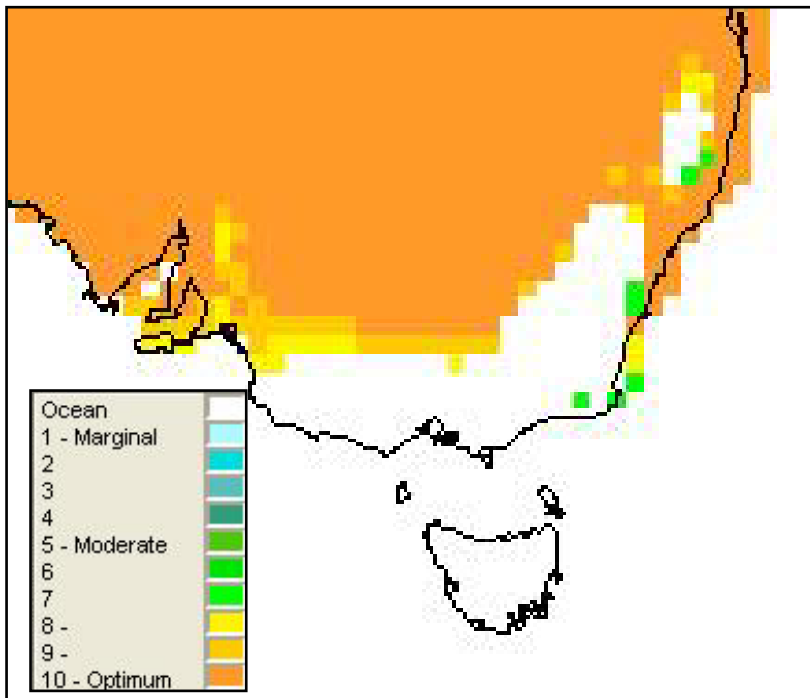 Ocean
1 - Marginal
2
3
4
5 - Moderate
6
7
8 -
9 -
10 - Optimum